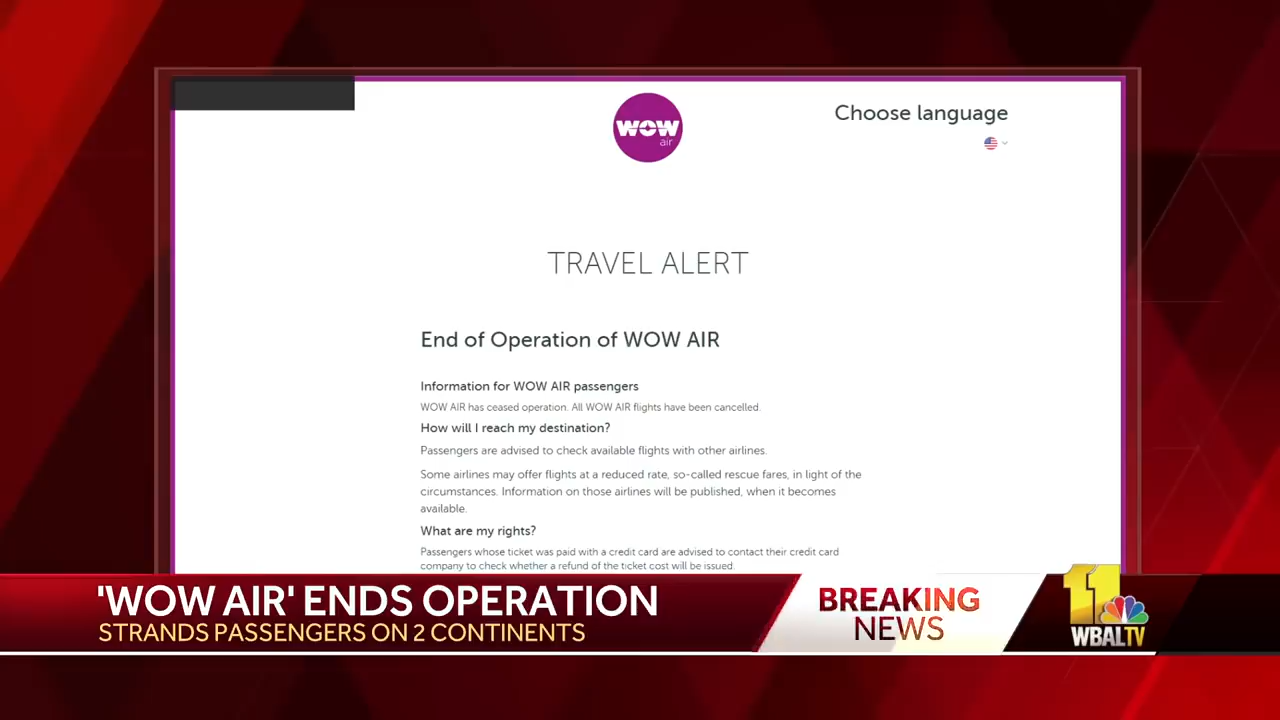 WOW
air
Choose language
TRAVEL ALERT
End of Operation of WOW AIR
Information for WOW AIR passengers
WOW AIR has ceased operation. All WOW AIR flights have been cancelled.
How will I reach my destination?
Passengers are advised to check available flights with other airlines.
Some airlines may offer flights at a reduced rate, so-called rescue fares, in light of the
circumstances. Information on those airlines will be published, when it becomes
available.
What are my rights?
Passengers whose ticket was paid with a credit card are advised to contact their credit card
company to check whether a refund of the ticket cost will be issued.
'WOW AIR' ENDS OPERATION
STRANDS PASSENGERS ON 2 CONTINENTS
BREAKING
NEWS
11
WBALTV